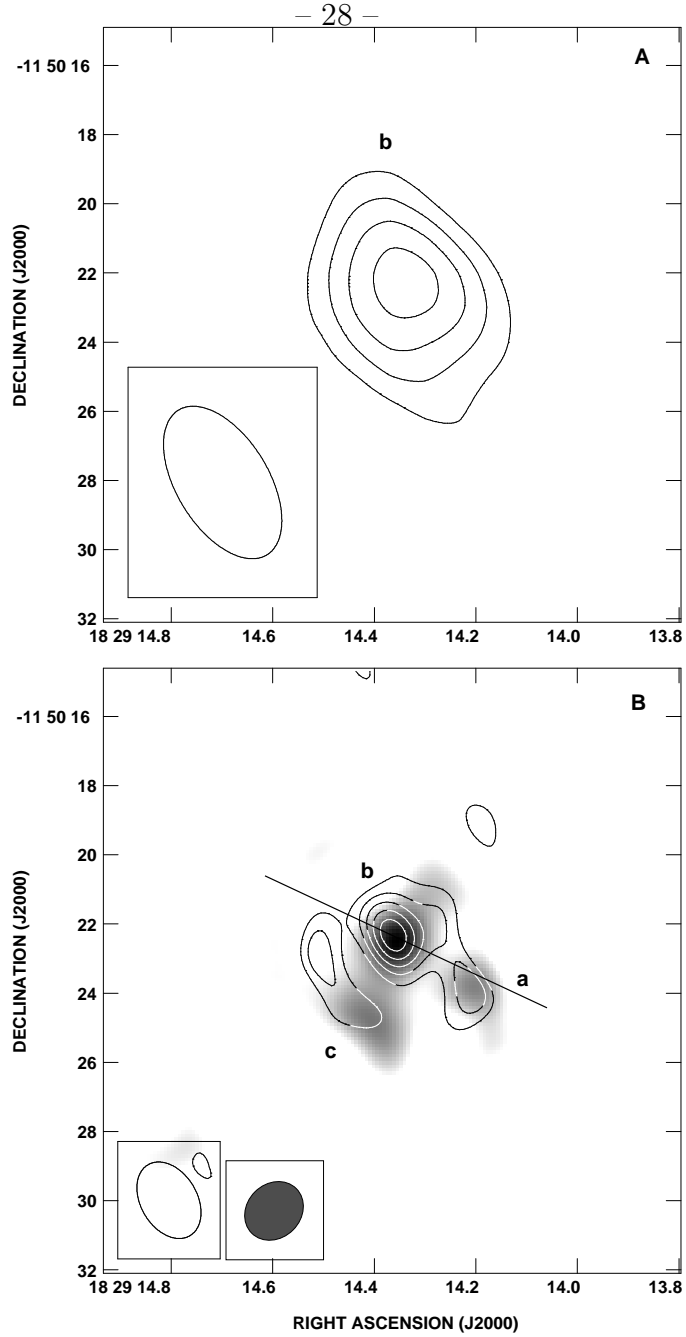 – 28 –
A
-11 50 16
b
18
20
22
DECLINATION (J2000)
24
26
28
30
32
18 29 14.8 14.6 14.4 14.2 14.0 13.8
B
-11 50 16
18
20
b
22
DECLINATION (J2000)
a
24
c
26
28
30
32
18 29 14.8 14.6 14.4 14.2 14.0 13.8
RIGHT ASCENSION (J2000)